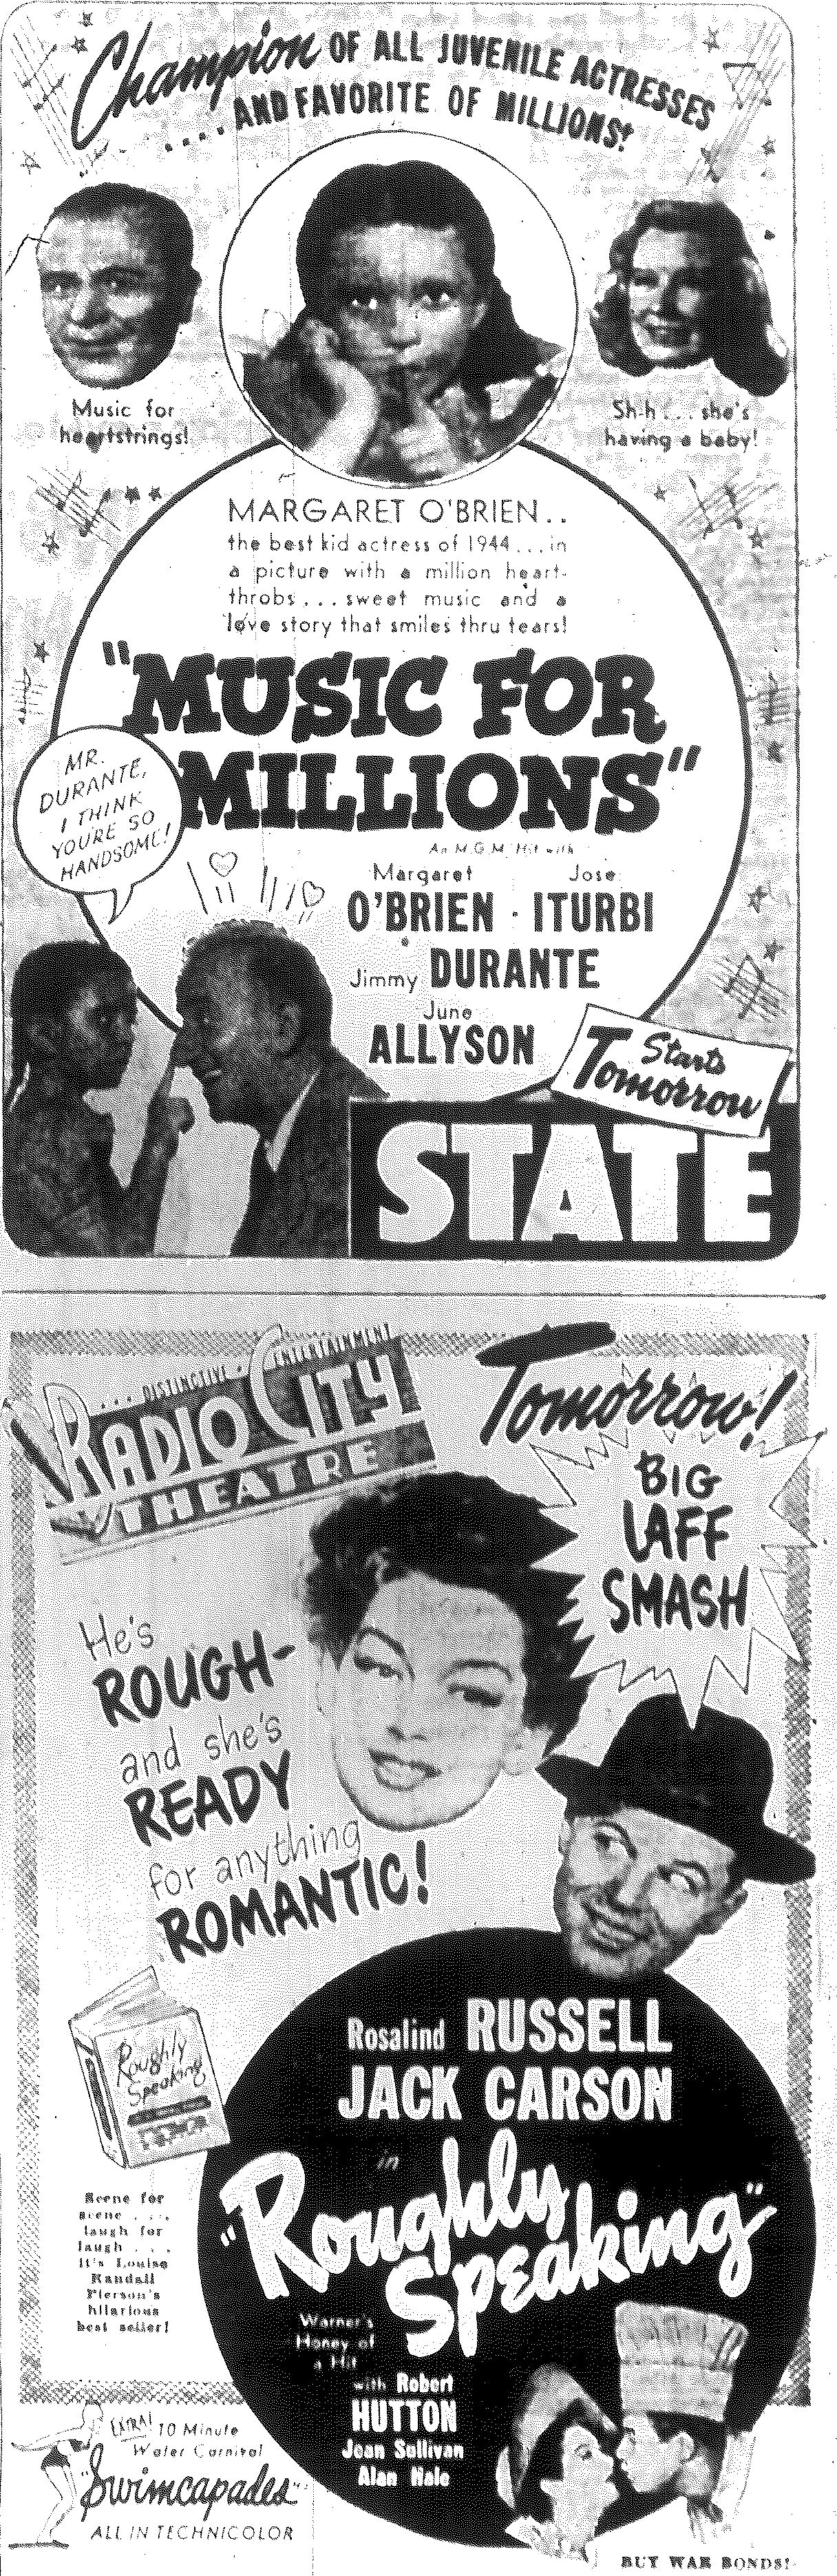 Champion OF ALL JUVENILE ACTRESSES
....AND FAVORITE OF MILLIONS!
Music for
heartstrings!
Sh-h... she's
having a baby!
MARGARET O'BRIEN..
the best kid actress of 1944...in
a picture with a million heart-
throbs... sweet music and a
love story that smiles thru tears!
"MUSIC FOR
MILLIONS"
MR.
DURANTE,
I THINK
YOU'RE SO
HANDSOME!
An M.G.M. Hit with
Margaret Jose
O'BRIEN · ITURBI
Jimmy DURANTE
June
ALLYSON
Starts
Tomorrow!
STATE
... DISTINCTIVE · ENTERTAINMENT
RADIO CITY
THEATRE
Tomorrow!
BIG
LAFF
SMASH
He's
ROUGH-
and she's
READY
for anything
ROMANTIC!
Roughly
Speaking
Rosalind RUSSELL
JACK CARSON
in
"Roughly
Speaking"
Scene for
scene . . .,
laugh for
laugh . . .
it's Louise
Randall
Pierson's
hilarious
best seller!
Warner's
Honey of
a Hit
with Robert
HUTTON
Joan Sullivan
Alan Hale
EXTRA! 10 Minute
Water Carnival
"Swimcapades"
ALL IN TECHNICOLOR
BUY WAR BONDS!